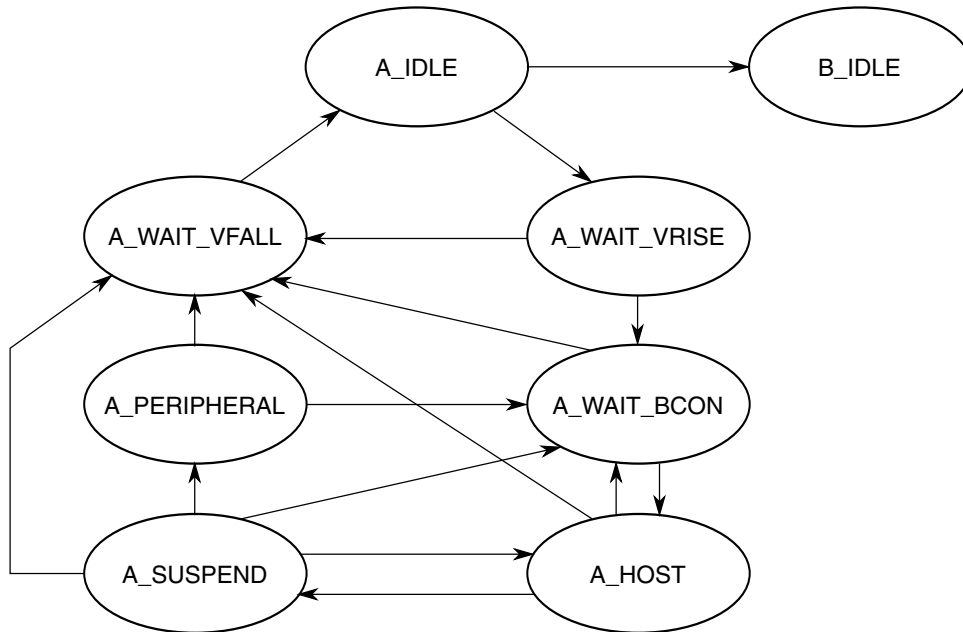 A_IDLE
B_IDLE
A_WAIT_VFALL
A_WAIT_VRISE
A_PERIPHERAL
A_WAIT_BCON
A_SUSPEND
A_HOST